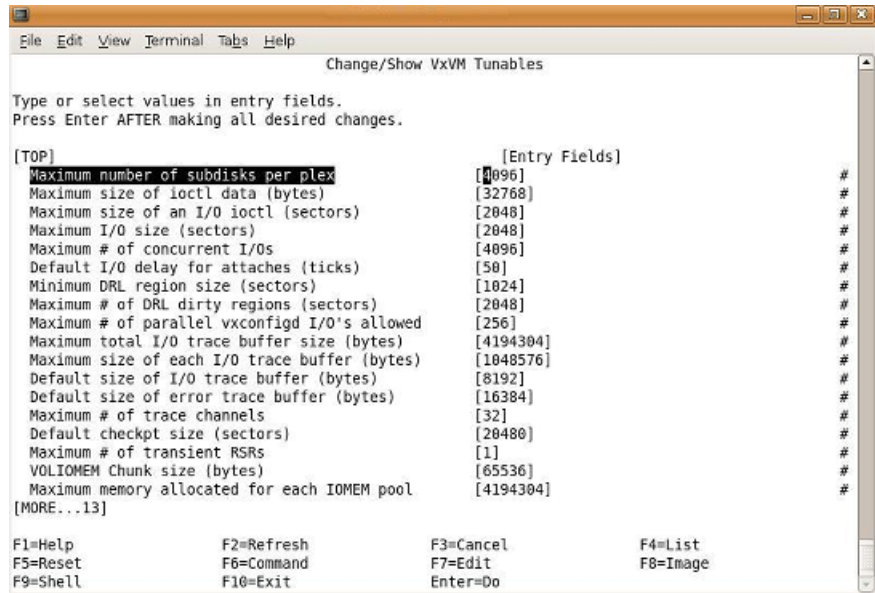 File Edit View Terminal Tabs Help
Change/Show VxVM Tunables
Type or select values in entry fields.
Press Enter AFTER making all desired changes.
[TOP] [Entry Fields]
Maximum number of subdisks per plex [4096] #
Maximum size of ioctl data (bytes) [32768] #
Maximum size of an I/O ioctl (sectors) [2048] #
Maximum I/O size (sectors) [2048] #
Maximum # of concurrent I/Os [4096] #
Default I/O delay for attaches (ticks) [50] #
Minimum DRL region size (sectors) [1024] #
Maximum # of DRL dirty regions (sectors) [2048] #
Maximum # of parallel vxconfigd I/O's allowed [256] #
Maximum total I/O trace buffer size (bytes) [4194304] #
Maximum size of each I/O trace buffer (bytes) [1048576] #
Default size of I/O trace buffer (bytes) [8192] #
Default size of error trace buffer (bytes) [16384] #
Maximum # of trace channels [32] #
Default checkpt size (sectors) [20480] #
Maximum # of transient RSRs [1] #
VOLIOMEM Chunk size (bytes) [65536] #
Maximum memory allocated for each IOMEM pool [4194304] #
[MORE...13]
F1=Help F2=Refresh F3=Cancel F4=List
F5=Reset F6=Command F7=Edit F8=Image
F9=Shell F10=Exit Enter=Do